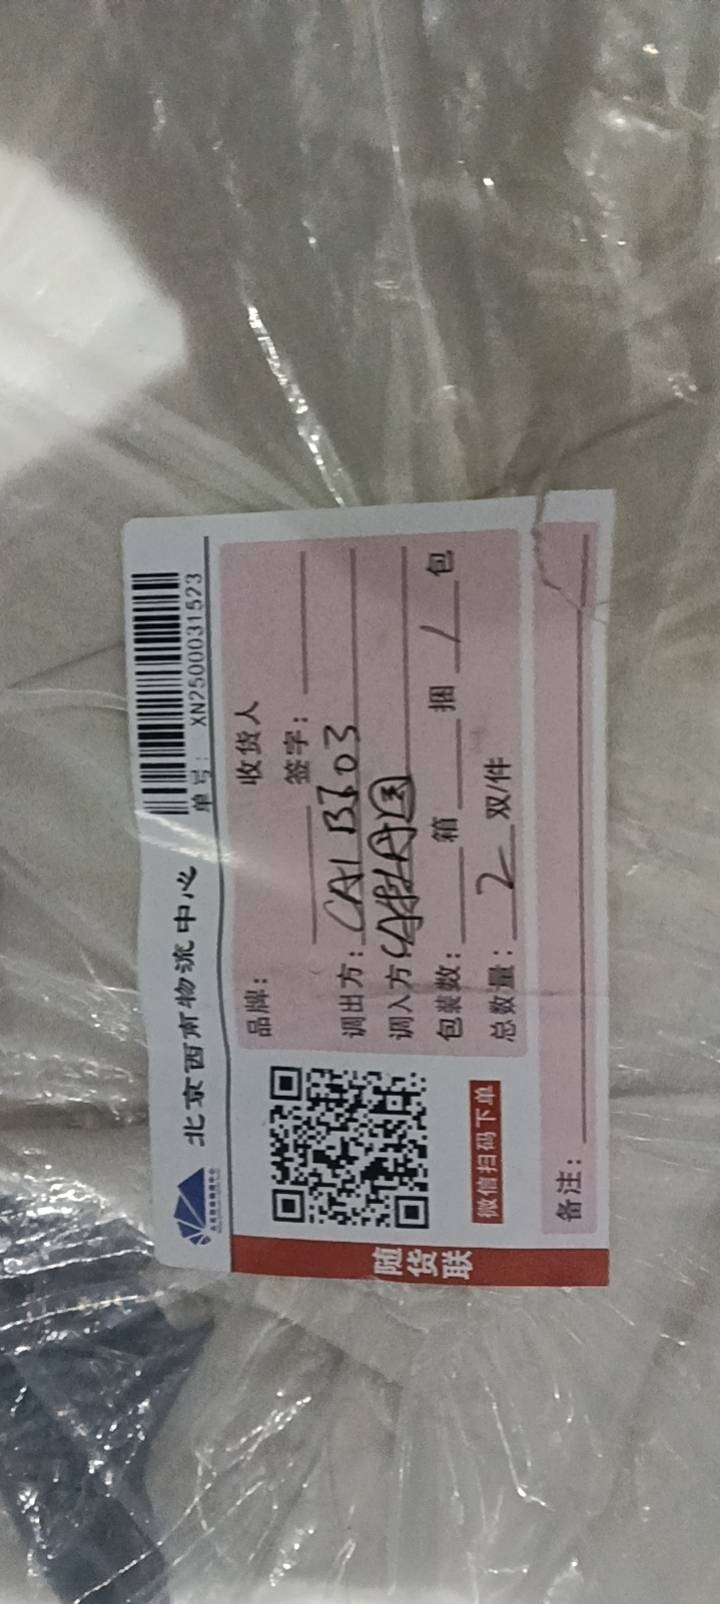 北京西南物流中心
单号: XN2500031523
品牌:
收货人
签字:
调出方: CA1 B103
调入方:
包装数: 箱 捆 1 包
总数量: 2 双/件
微信扫码下单
备注:
随货联